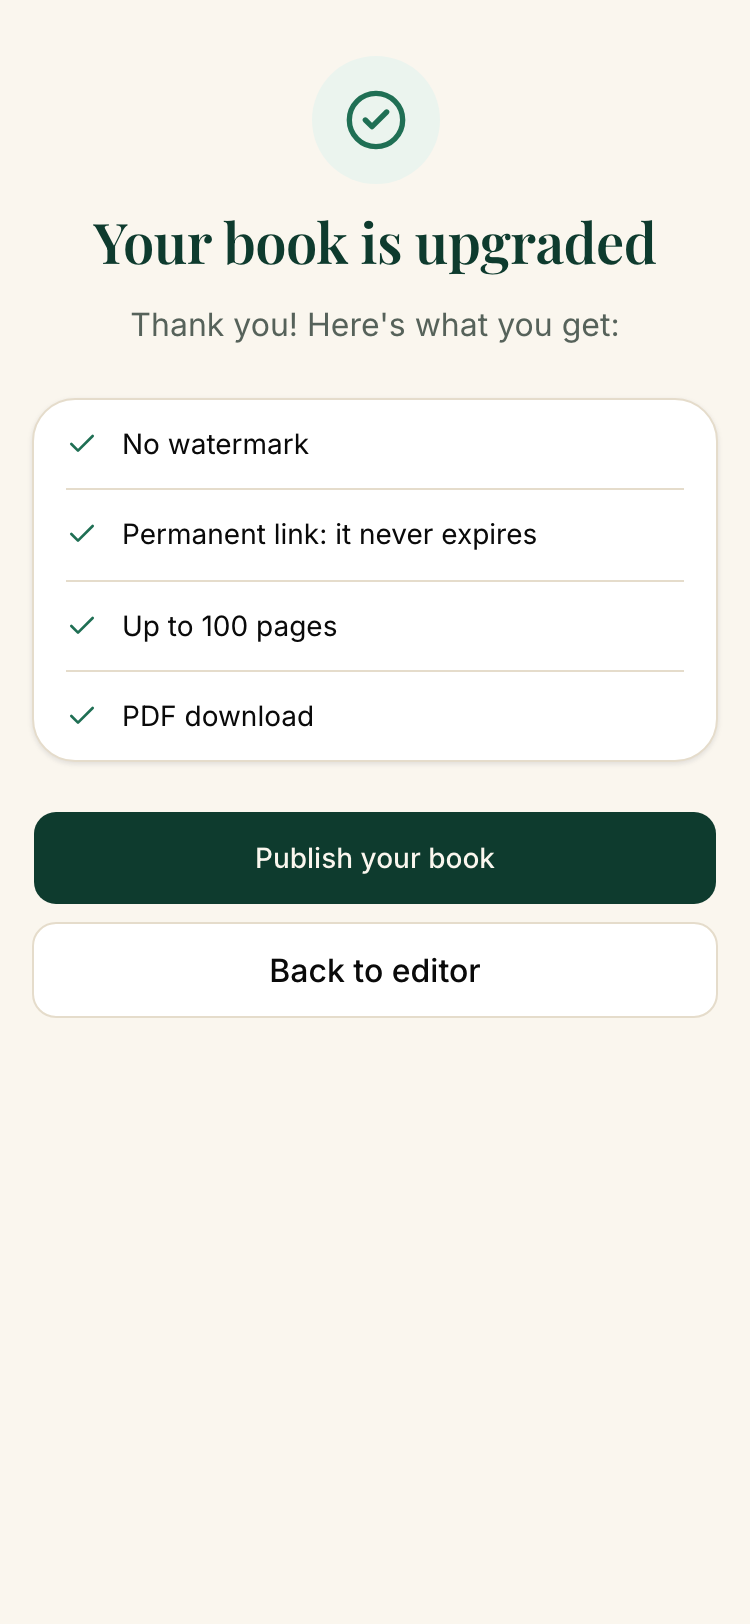 Your book is upgraded
Thank you! Here's what you get:
No watermark
Permanent link: it never expires
Up to 100 pages
PDF download
Publish your book
Back to editor